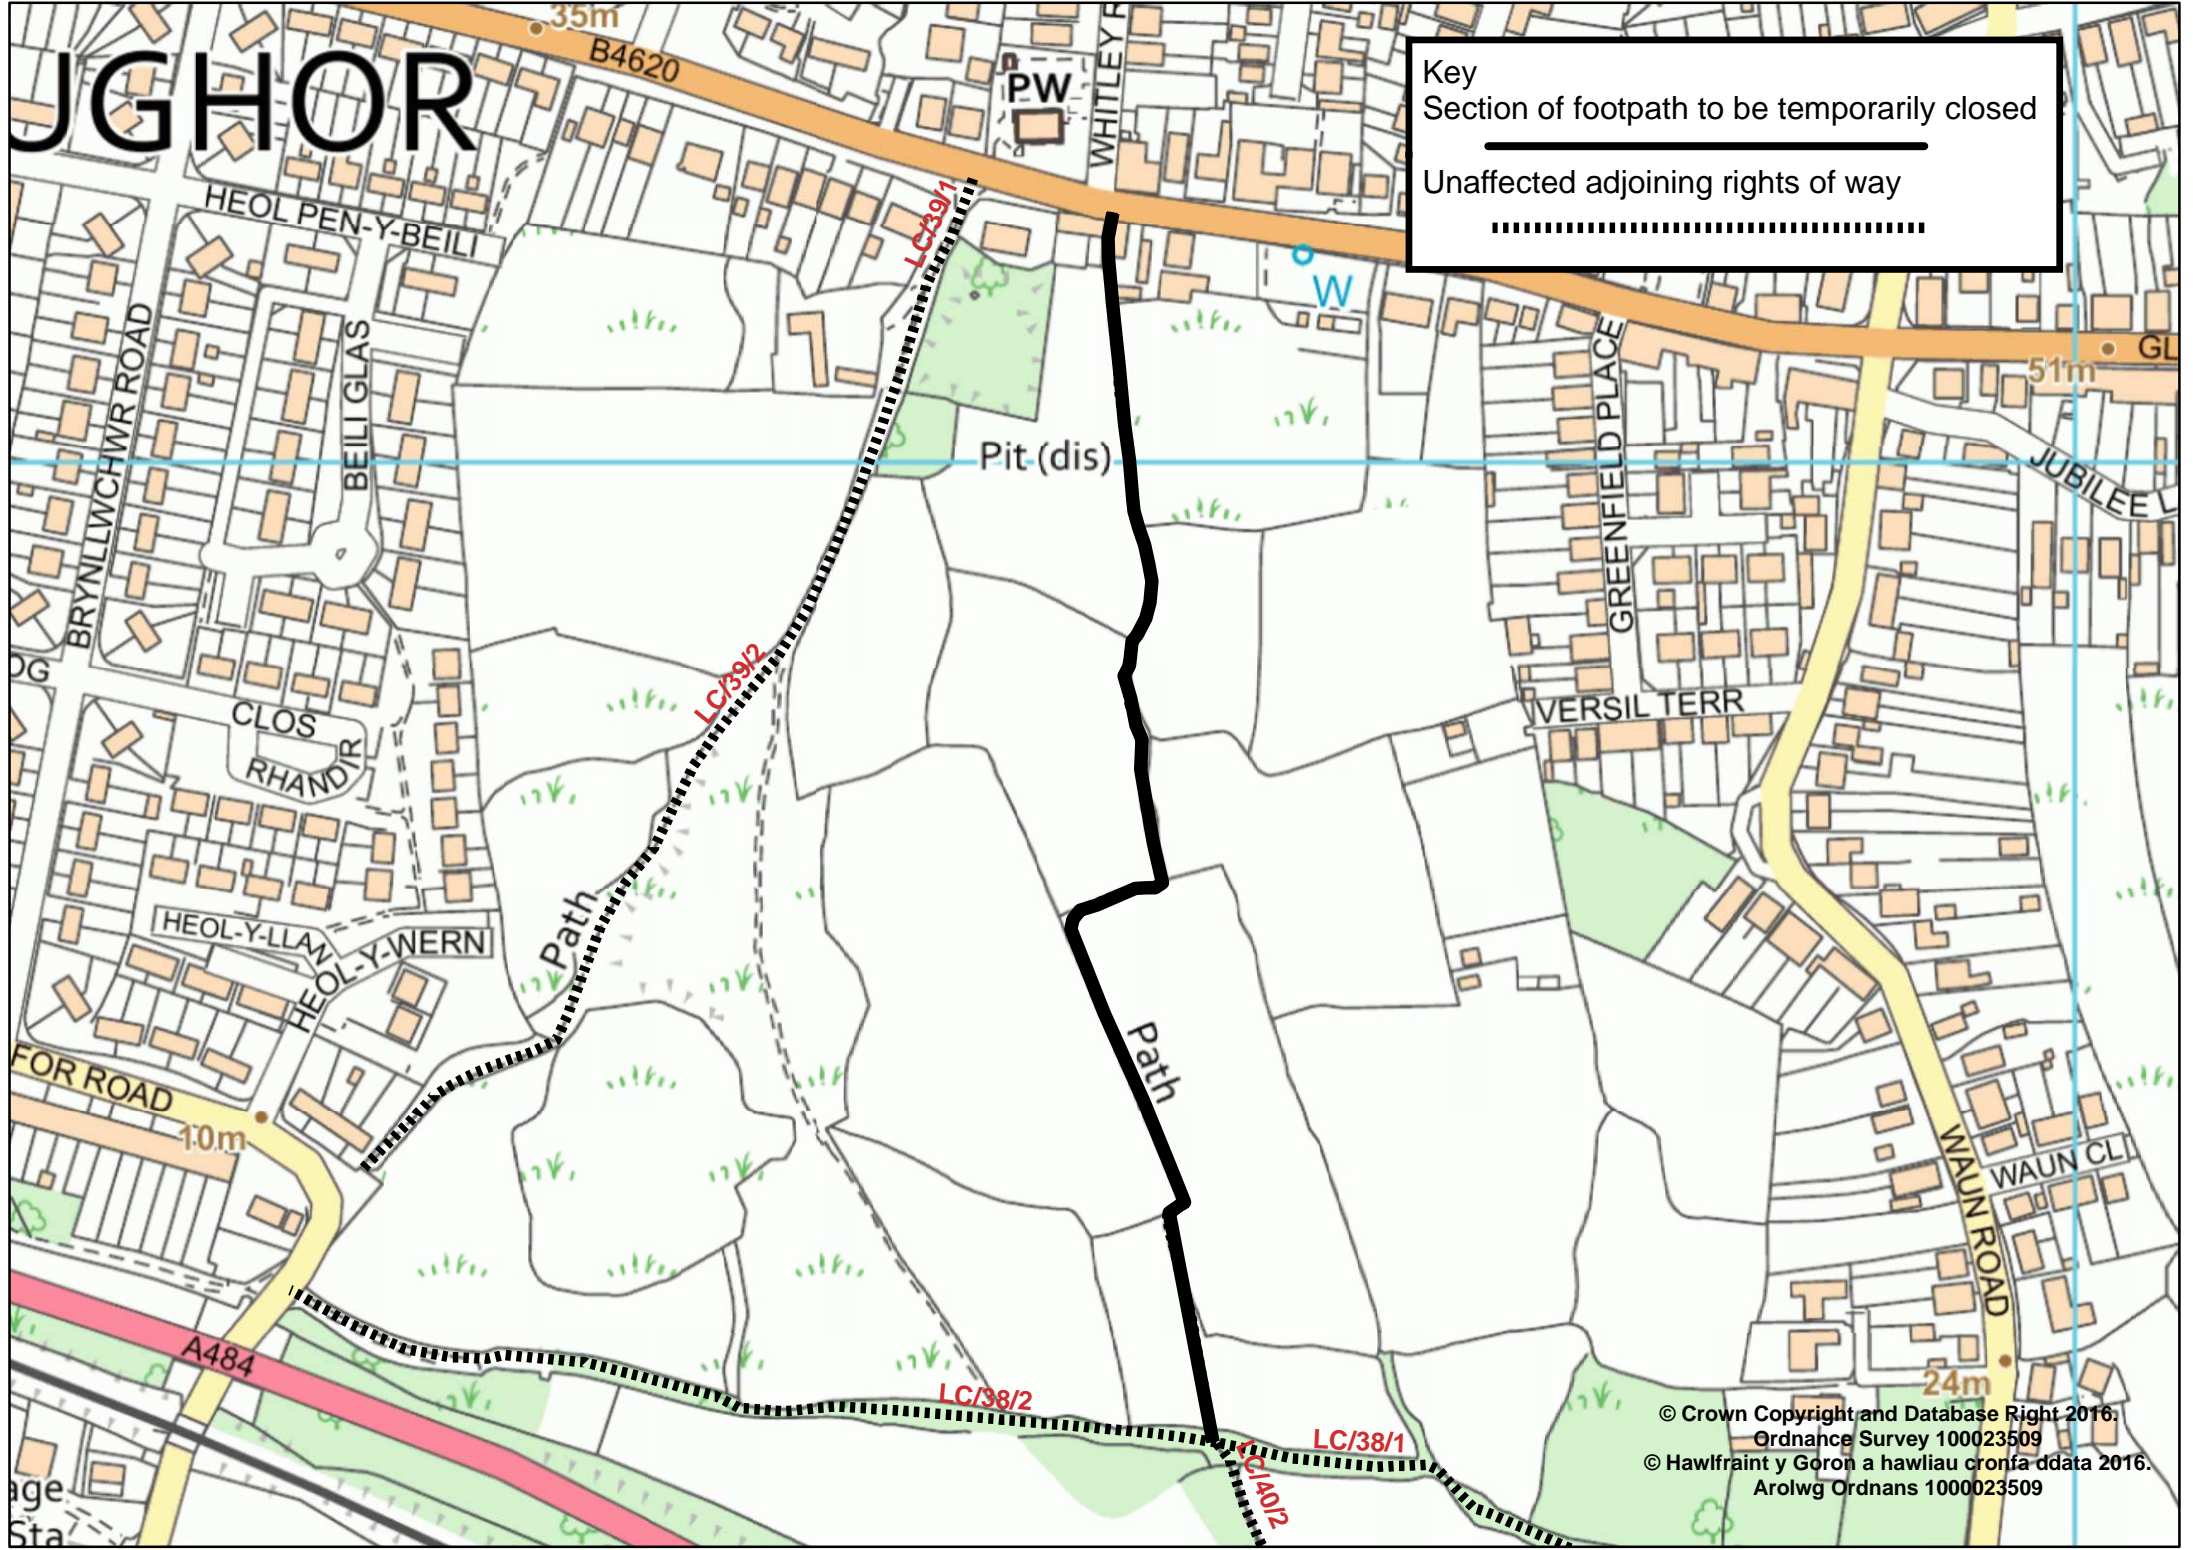 35m
B4620
UGHOR
PW
WHITLEY R
Key
Section of footpath to be temporarily closed
Unaffected adjoining rights of way
LC/39/1
HEOL PEN-Y-BEILI
W
BRYNLLWCHWR ROAD
BEILI GLAS
GREENFIELD PLACE
51m
GL
Pit (dis)
JUBILEE L
OG
LC/39/2
CLOS
RHANDIR
VERSIL TERR
Path
HEOL-Y-LLAN
HEOL-Y-WERN
Path
FOR ROAD
10m
WAUN ROAD
WAUN CL
A484
LC/38/2
LC/38/1
LC/40/2
24m
© Crown Copyright and Database Right 2016.
Ordnance Survey 100023509
© Hawlfraint y Goron a hawliau cronfa ddata 2016.
Arolwg Ordnans 1000023509
age
Sta